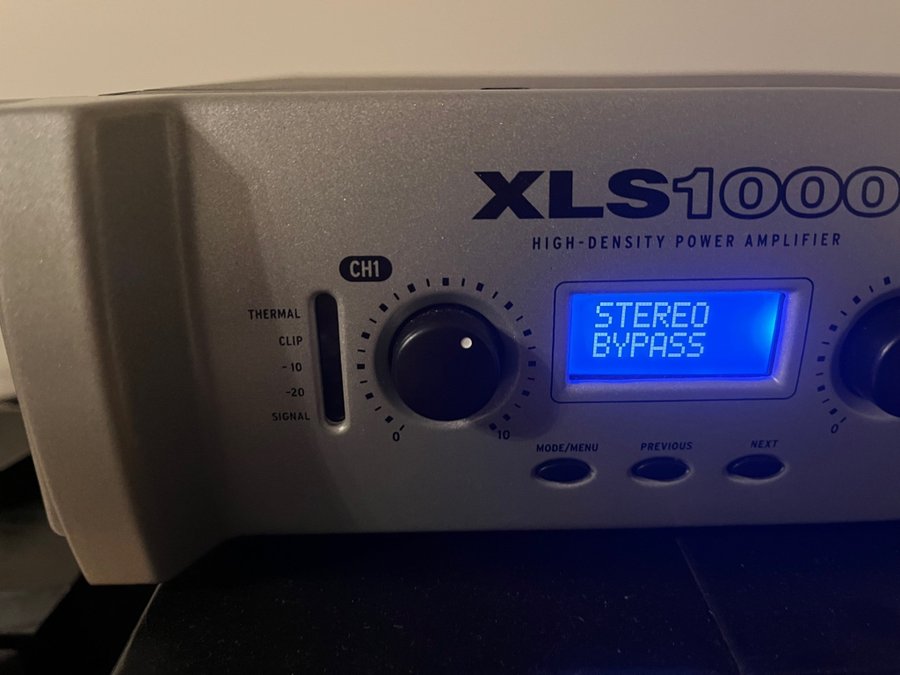 XLS1000
HIGH-DENSITY POWER AMPLIFIER
CH1
THERMAL
CLIP
-10
-20
SIGNAL
0
10
STEREO
BYPASS
MODE/MENU
PREVIOUS
NEXT
0